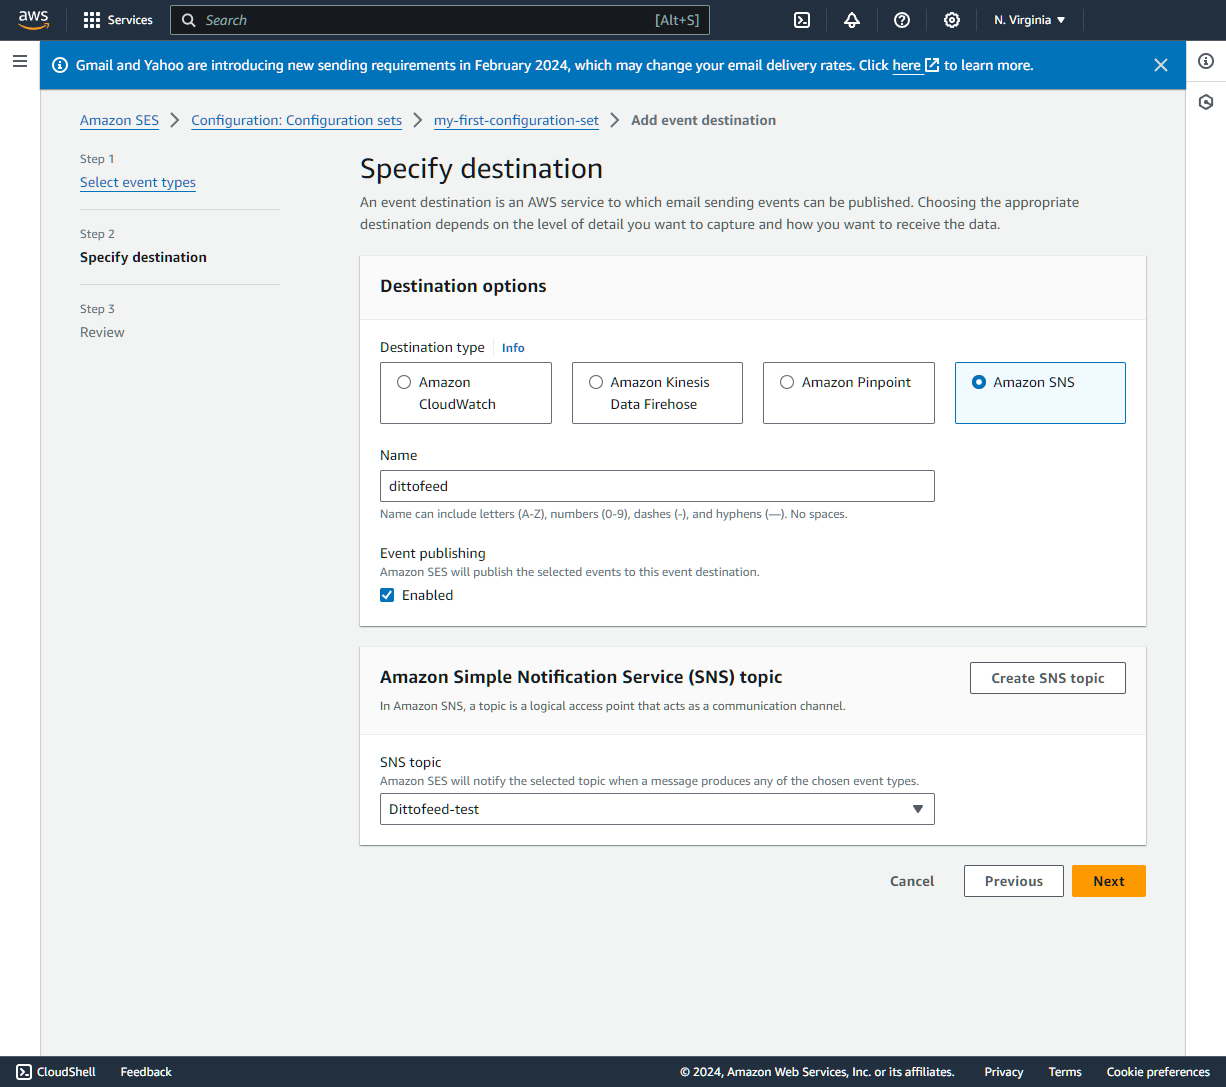 aws
Services
Search
[Alt+S]
N. Virginia
Gmail and Yahoo are introducing new sending requirements in February 2024, which may change your email delivery rates. Click here to learn more.
Amazon SES
Configuration: Configuration sets
my-first-configuration-set
Add event destination
Step 1
Select event types
Step 2
Specify destination
Step 3
Review
Specify destination
An event destination is an AWS service to which email sending events can be published. Choosing the appropriate
destination depends on the level of detail you want to capture and how you want to receive the data.
Destination options
Destination type
Info
Amazon
CloudWatch
Amazon Kinesis
Data Firehose
Amazon Pinpoint
Amazon SNS
Name
dittofeed
Name can include letters (A-Z), numbers (0-9), dashes (-), and hyphens (—). No spaces.
Event publishing
Amazon SES will publish the selected events to this event destination.
Enabled
Amazon Simple Notification Service (SNS) topic
Create SNS topic
In Amazon SNS, a topic is a logical access point that acts as a communication channel.
SNS topic
Amazon SES will notify the selected topic when a message produces any of the chosen event types.
Dittofeed-test
Cancel
Previous
Next
CloudShell
Feedback
© 2024, Amazon Web Services, Inc. or its affiliates.
Privacy
Terms
Cookie preferences